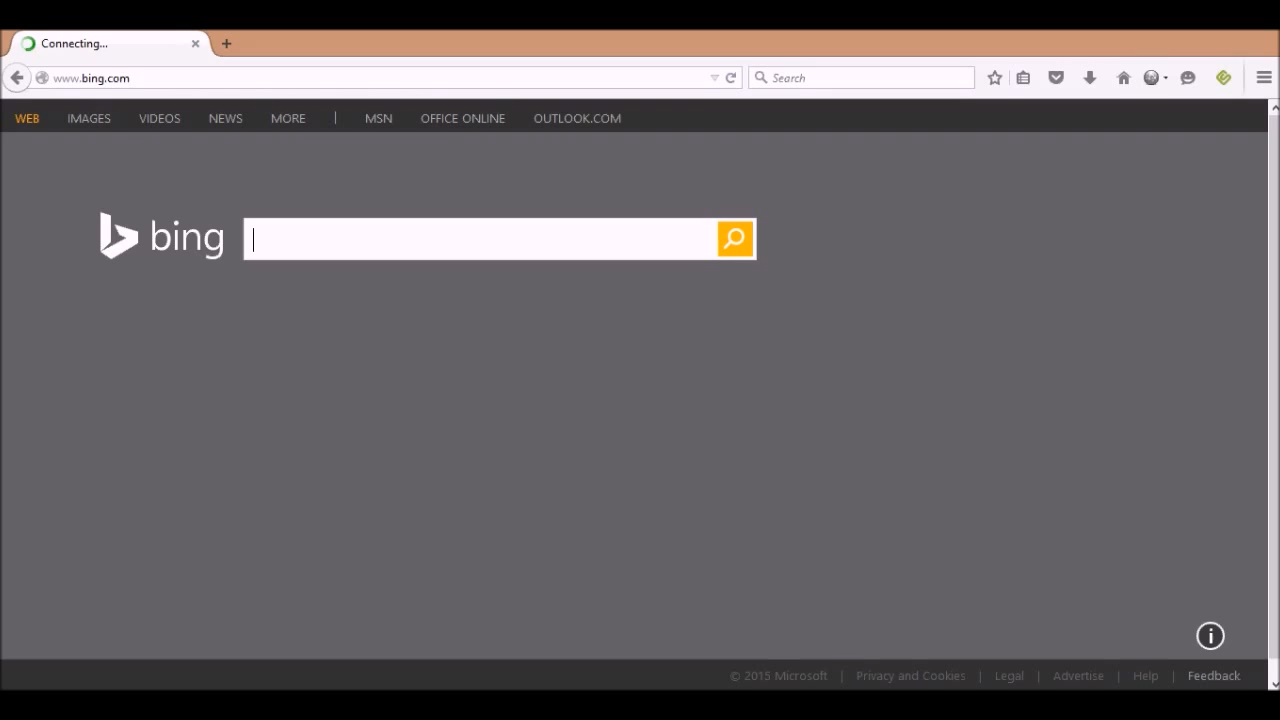 Connecting...
www.bing.com
Search
WEB IMAGES VIDEOS NEWS MORE | MSN OFFICE ONLINE OUTLOOK.COM
bing
© 2015 Microsoft | Privacy and Cookies | Legal | Advertise | Help | Feedback